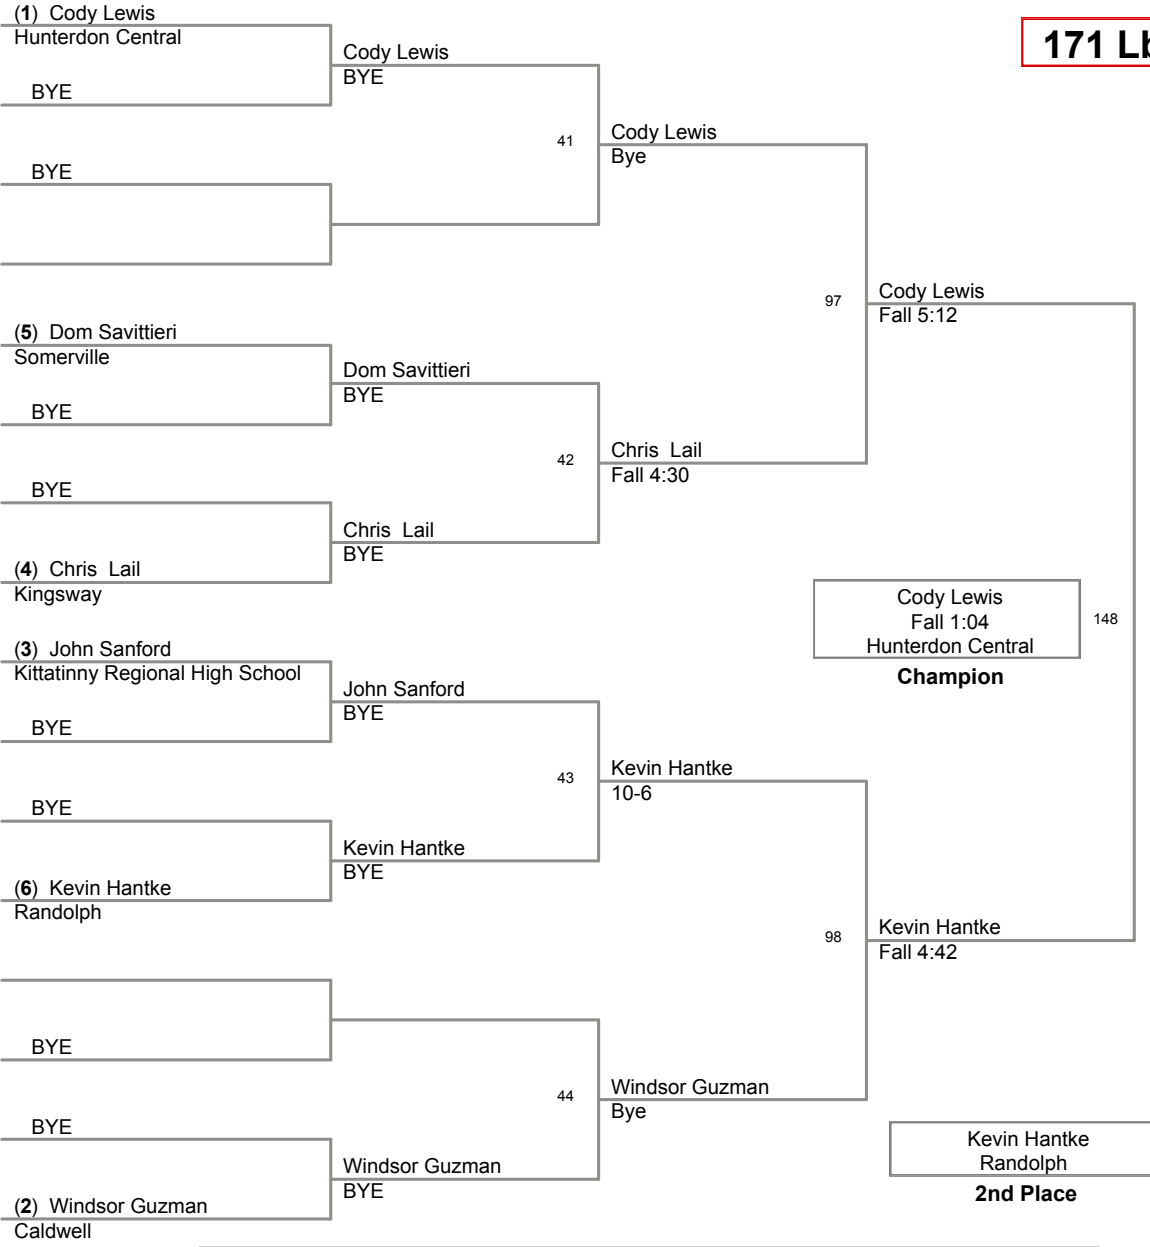 (1) Cody Lewis
Hunterdon Central
BYE
BYE
(5) Dom Savittieri
Somerville
BYE
BYE
(4) Chris Lail
Kingsway
(3) John Sanford
Kittatinny Regional High School
BYE
BYE
(6) Kevin Hantke
Randolph
BYE
BYE
(2) Windsor Guzman
Caldwell
Cody Lewis
BYE
Dom Savittieri
BYE
Chris Lail
BYE
John Sanford
BYE
Kevin Hantke
BYE
Windsor Guzman
BYE
41
42
43
44
Cody Lewis
Bye
Chris Lail
Fall 4:30
Kevin Hantke
10-6
Windsor Guzman
Bye
97
98
Cody Lewis
Fall 5:12
Kevin Hantke
Fall 4:42
148
Cody Lewis
Fall 1:04
Hunterdon Central
Champion
Kevin Hantke
Randolph
2nd Place
171